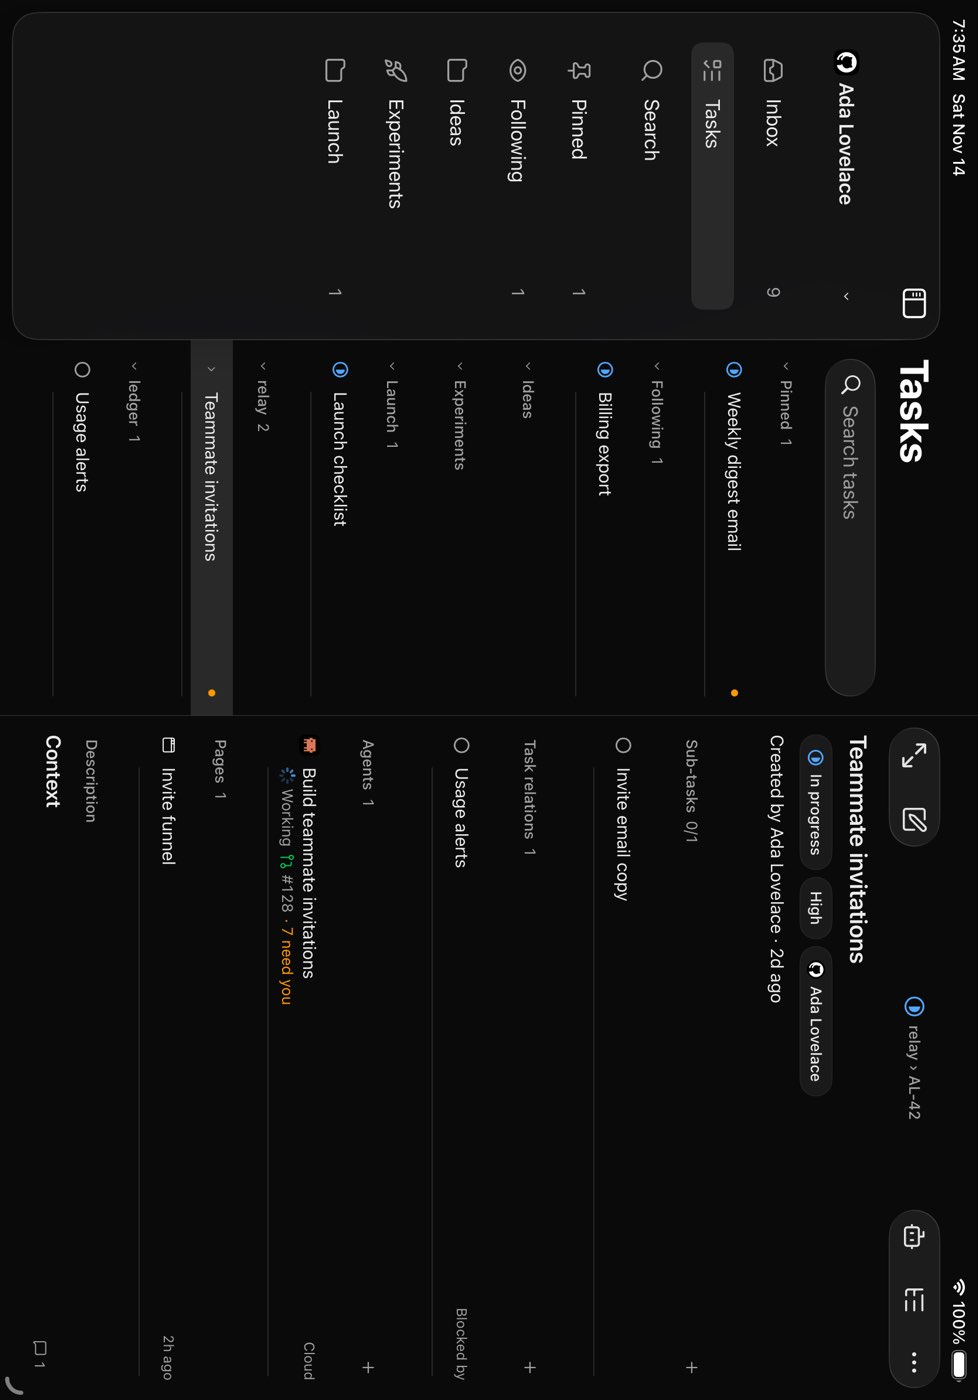 7:35 AM Sat Nov 14
100%
Ada Lovelace
Inbox 9
Tasks
Search
Pinned 1
Following 1
Ideas
Experiments
Launch 1
Tasks
Search tasks
Pinned 1
Weekly digest email
Following 1
Billing export
Ideas
Experiments
Launch 1
Launch checklist
relay 2
Teammate invitations
ledger 1
Usage alerts
relay › AL-42
Teammate invitations
In progress High Ada Lovelace
Created by Ada Lovelace · 2d ago
Sub-tasks 0/1
Invite email copy
Task relations 1
Usage alerts Blocked by
Agents 1
Build teammate invitations Cloud
Working #128 · 7 need you
Pages 1
Invite funnel 2h ago
Description
Context
1